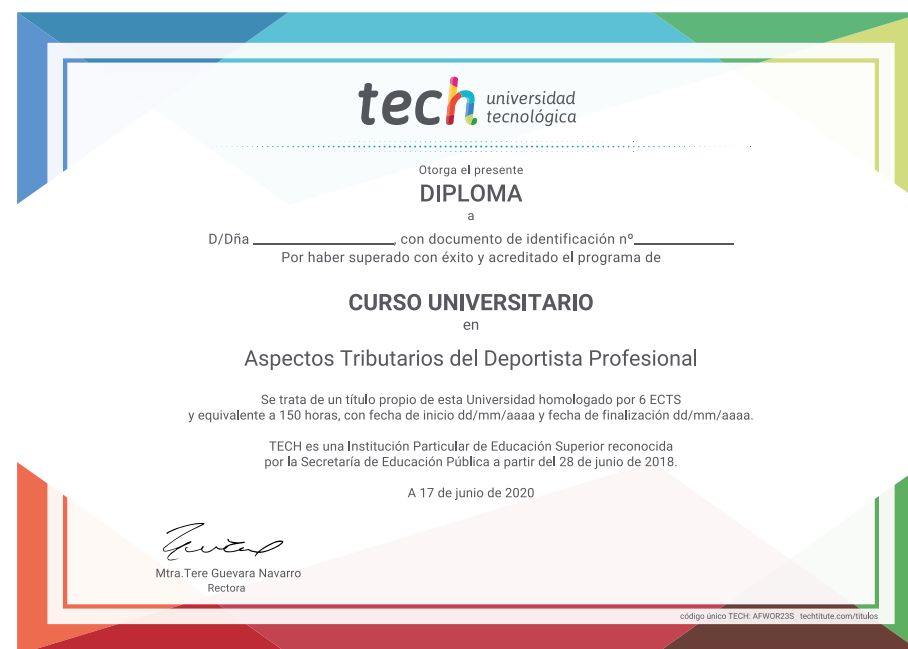 tech universidad
tecnológica
Otorga el presente
DIPLOMA
a
D/Dña ____________________, con documento de identificación nº______________
Por haber superado con éxito y acreditado el programa de
CURSO UNIVERSITARIO
en
Aspectos Tributarios del Deportista Profesional
Se trata de un título propio de esta Universidad homologado por 6 ECTS
y equivalente a 150 horas, con fecha de inicio dd/mm/aaaa y fecha de finalización dd/mm/aaaa.
TECH es una Institución Particular de Educación Superior reconocida
por la Secretaría de Educación Pública a partir del 28 de junio de 2018.
A 17 de junio de 2020
Mtra.Tere Guevara Navarro
Rectora
código único TECH: AFWOR23S techtitute.com/titulos